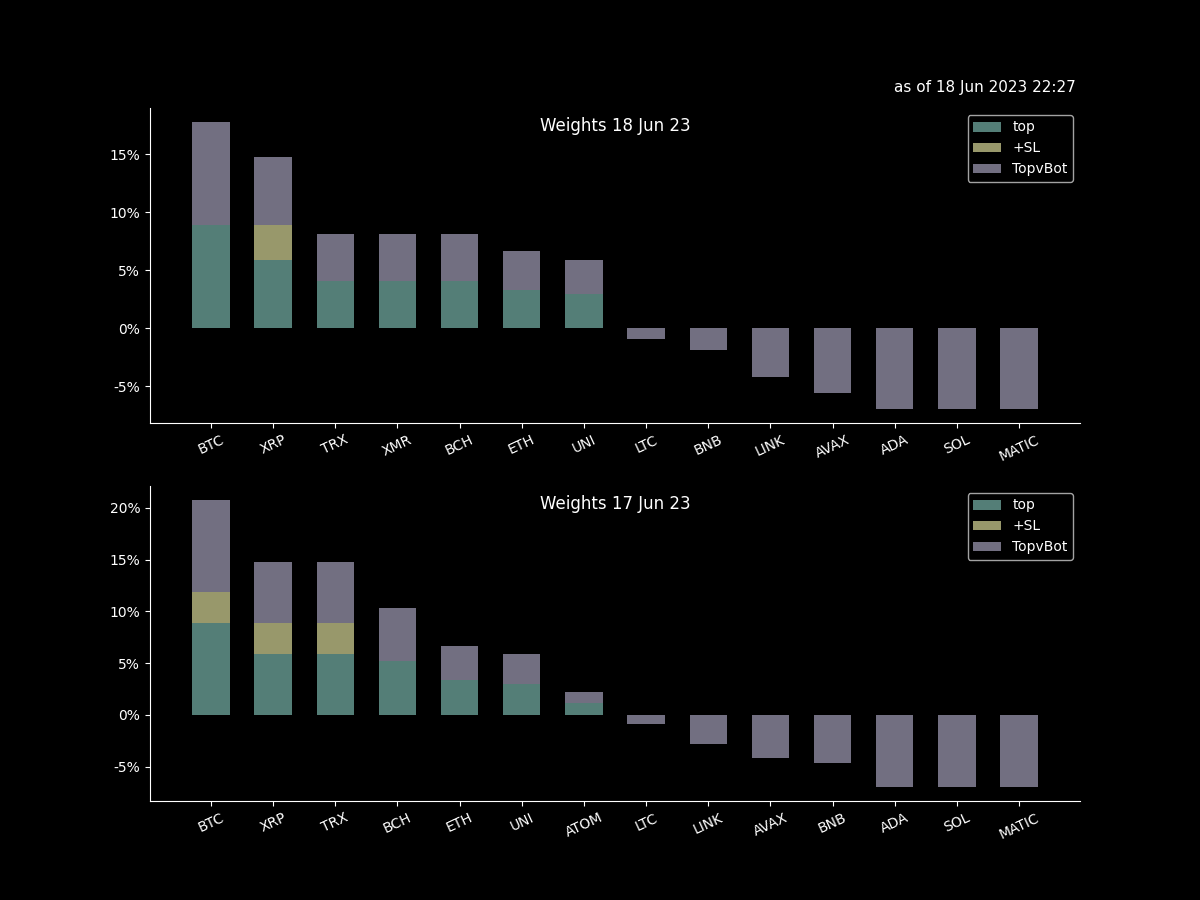 as of 18 Jun 2023 22:27
Weights 18 Jun 23
top
+SL
TopvBot
15%
10%
5%
0%
-5%
BTC XRP TRX XMR BCH ETH UNI LTC BNB LINK AVAX ADA SOL MATIC
Weights 17 Jun 23
top
+SL
TopvBot
20%
15%
10%
5%
0%
-5%
BTC XRP TRX BCH ETH UNI ATOM LTC LINK AVAX BNB ADA SOL MATIC